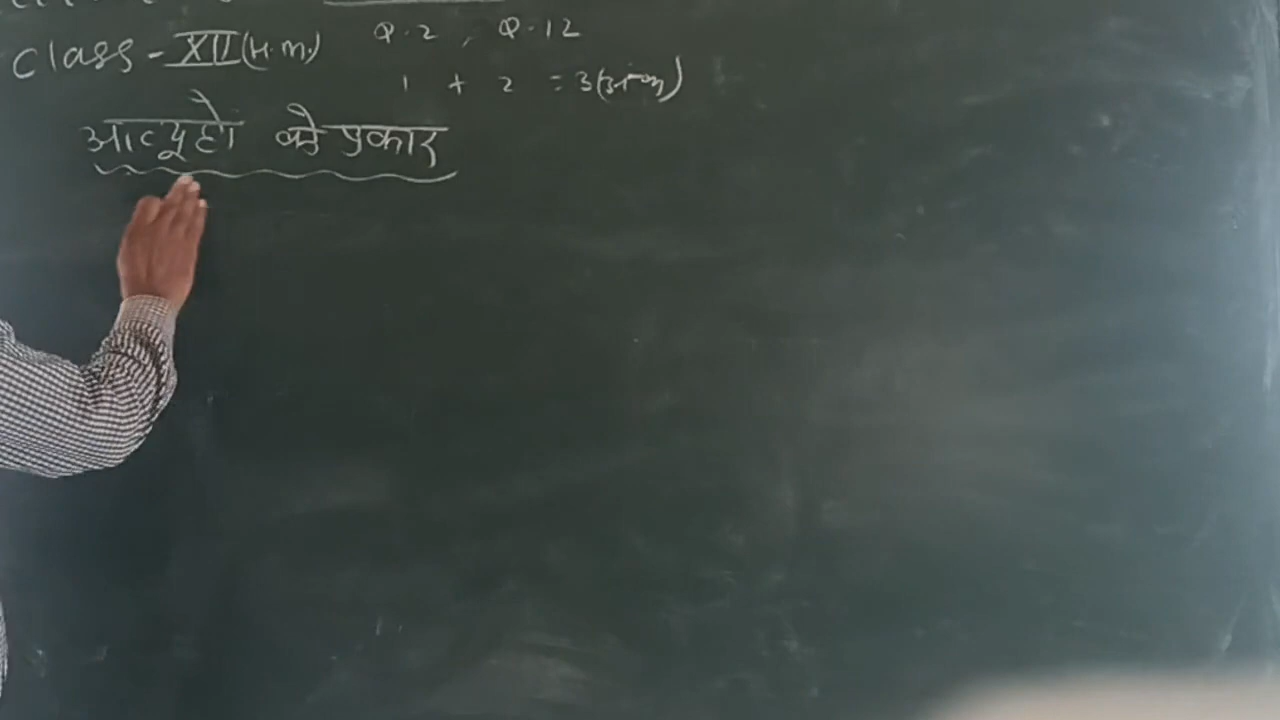 Class - XII (H.M.) Q.2 , Q.12
1 + 2 = 3 (अंक)
आव्यूहों के प्रकार